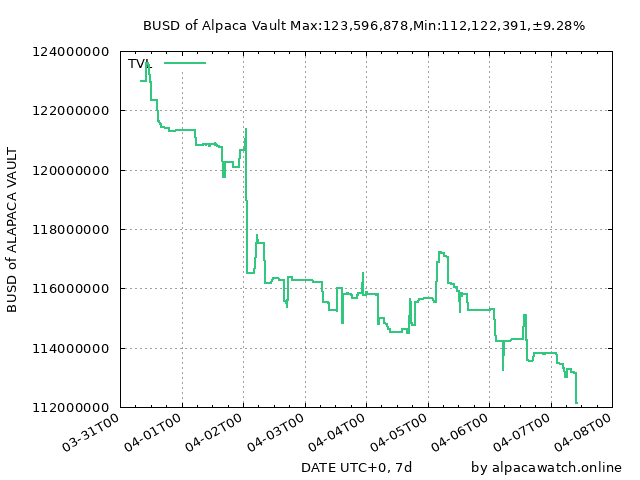 BUSD of Alpaca Vault Max:123,596,878,Min:112,122,391,±9.28%
124000000
TVL
122000000
120000000
118000000
116000000
114000000
112000000
BUSD of ALAPACA VAULT
03-31T00
04-01T00
04-02T00
04-03T00
04-04T00
04-05T00
04-06T00
04-07T00
04-08T00
DATE UTC+0, 7d
by alpacawatch.online